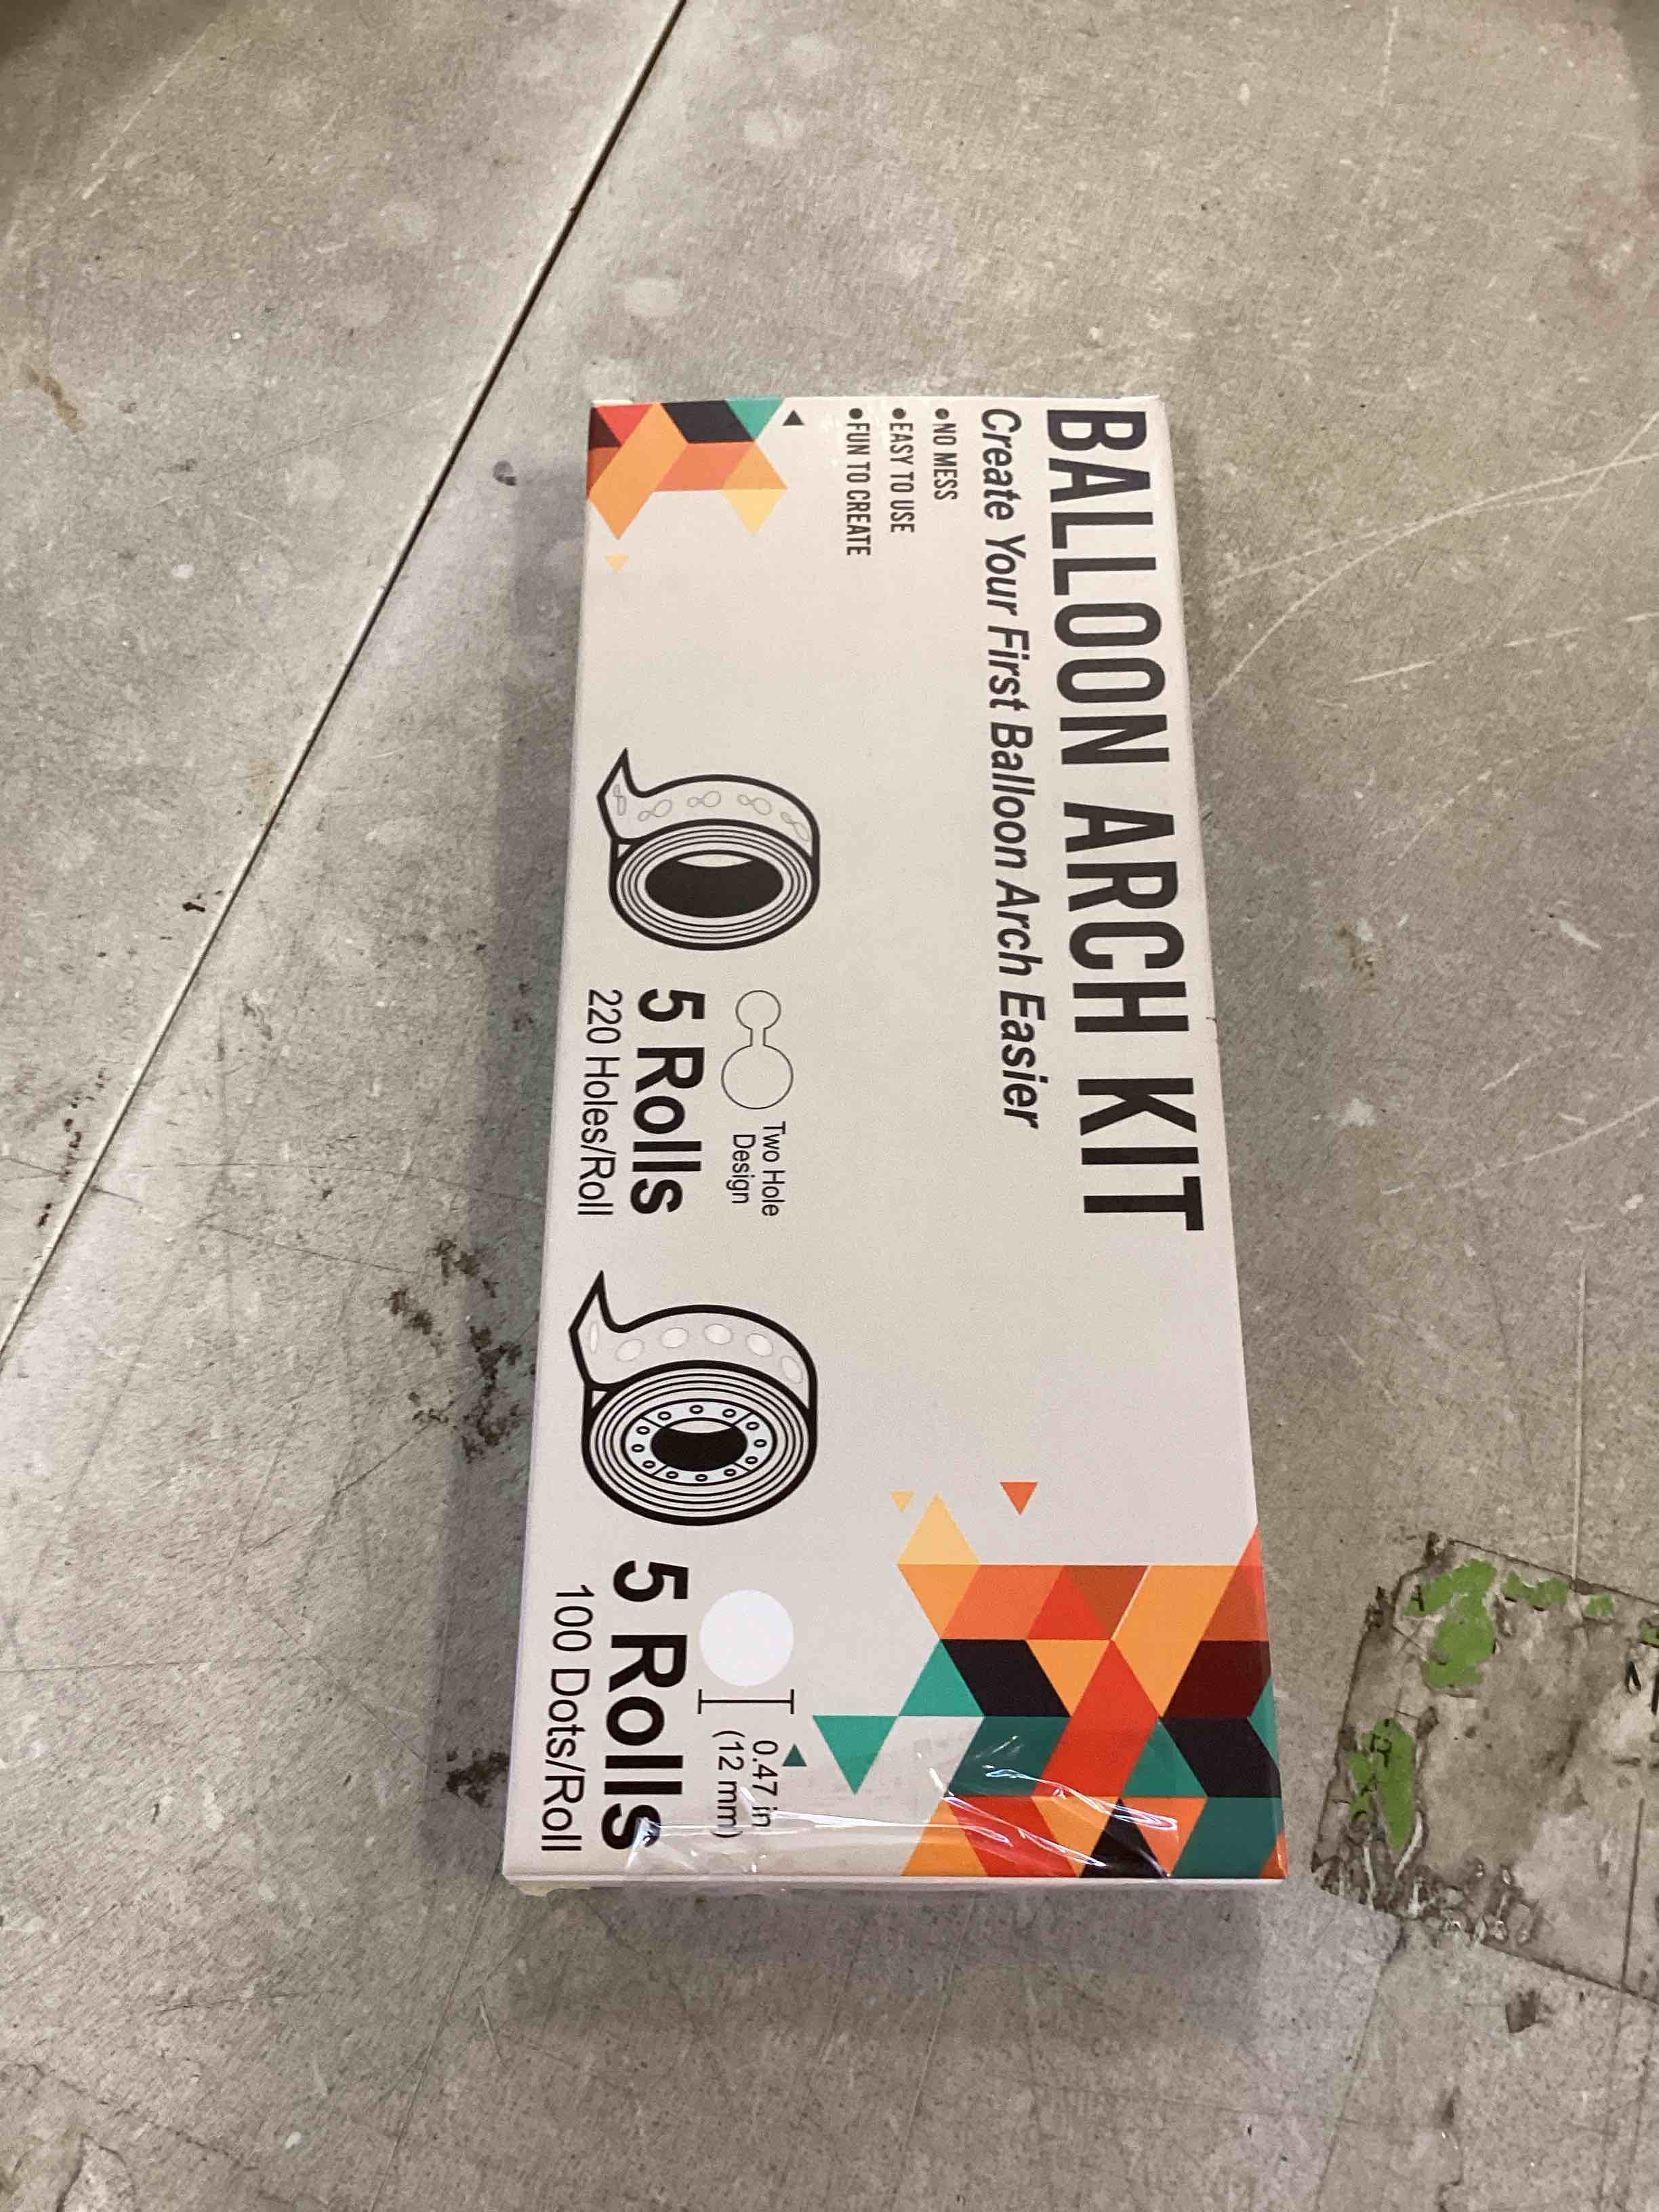 BALLOON ARCH KIT
Create Your First Balloon Arch Easier
•NO MESS
•EASY TO USE
•FUN TO CREATE
Two Hole
Design
5 Rolls
220 Holes/Roll
0.47 in
(12 mm)
5 Rolls
100 Dots/Roll